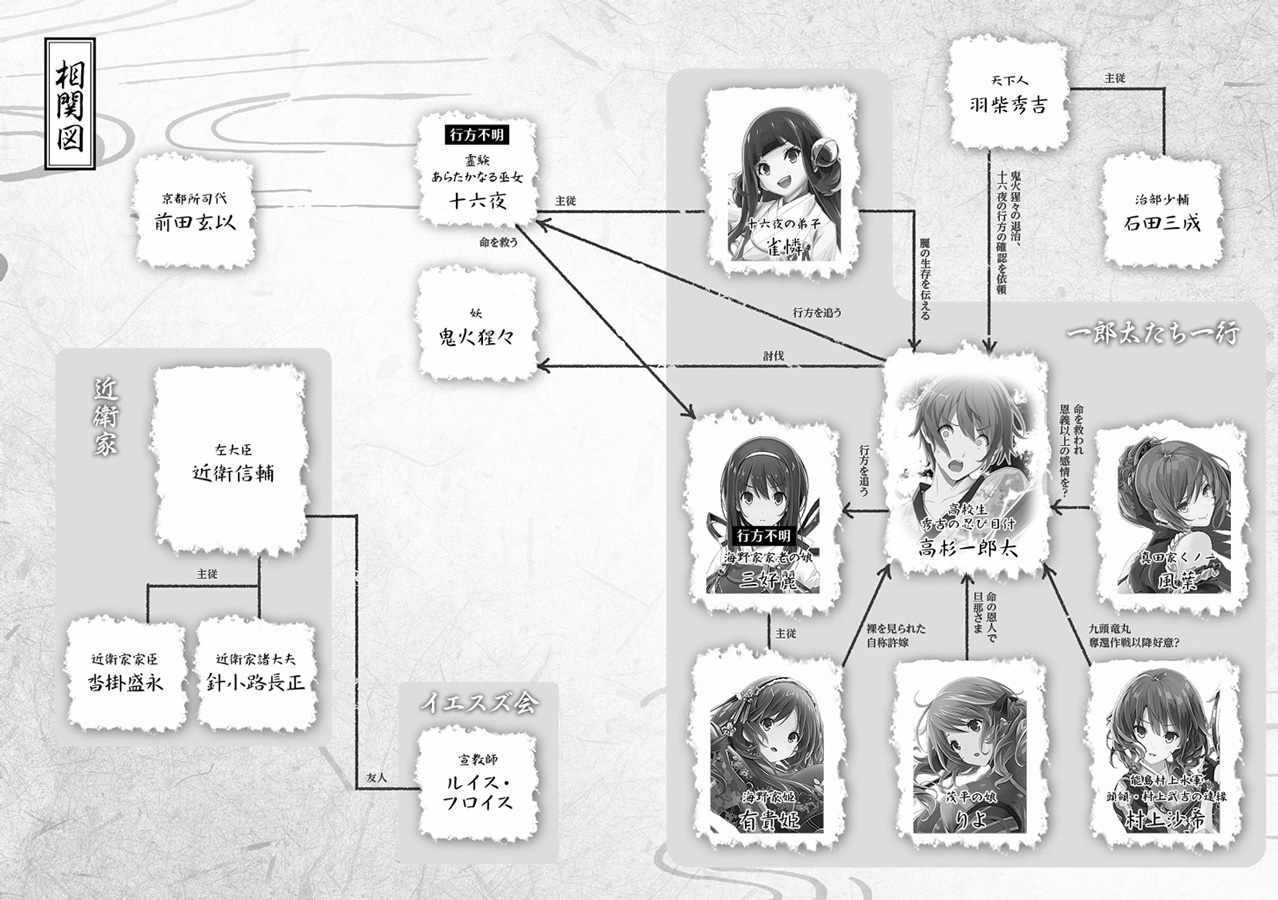 相関図
京都所司代
前田玄以
行方不明
霊験
あらたかなる巫女
十六夜
主従
命を救う
妖
鬼火猩々
十六夜の弟子
雀憐
麗の生存を伝える
天下人
羽柴秀吉
主従
治部少輔
石田三成
鬼火猩々の退治、
十六夜の行方の確認を依頼
行方を追う
討伐
一郎太たち一行
高校生
秀吉の忍び目付
高杉一郎太
命を救われ
恩義以上の感情を?
真田家くノ一
風葉
行方を追う
行方不明
海野家家老の娘
三好麗
主従
裸を見られた
自称許嫁
命の恩人で
旦那さま
九頭竜丸
奪還作戦以降好意?
海野家姫
有貴姫
茂平の娘
りよ
能島村上水軍
頭領・村上武吉の遠縁
村上沙希
近衛家
左大臣
近衛信輔
主従
近衛家家臣
沓掛盛永
近衛家諸大夫
針小路長正
友人
イエスズ会
宣教師
ルイス・
フロイス